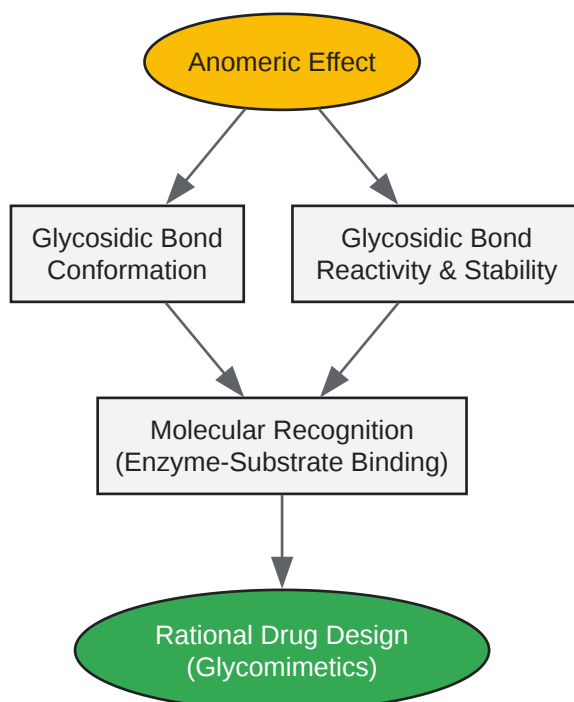 Anomeric Effect
Glycosidic Bond
Conformation
Glycosidic Bond
Reactivity & Stability
Molecular Recognition
(Enzyme-Substrate Binding)
Rational Drug Design
(Glycomimetics)